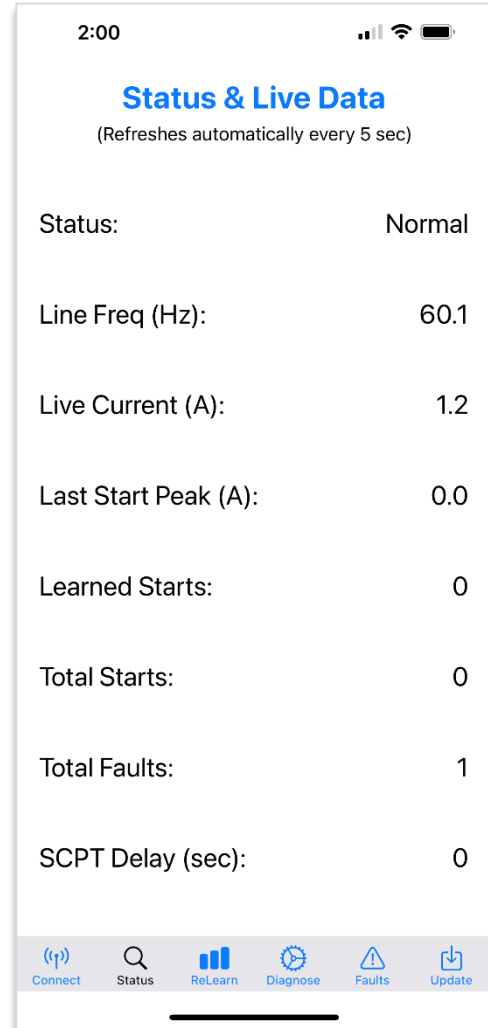 2:00
Status & Live Data
(Refreshes automatically every 5 sec)
Status: Normal
Line Freq (Hz): 60.1
Live Current (A): 1.2
Last Start Peak (A): 0.0
Learned Starts: 0
Total Starts: 0
Total Faults: 1
SCPT Delay (sec): 0
Connect Status ReLearn Diagnose Faults Update